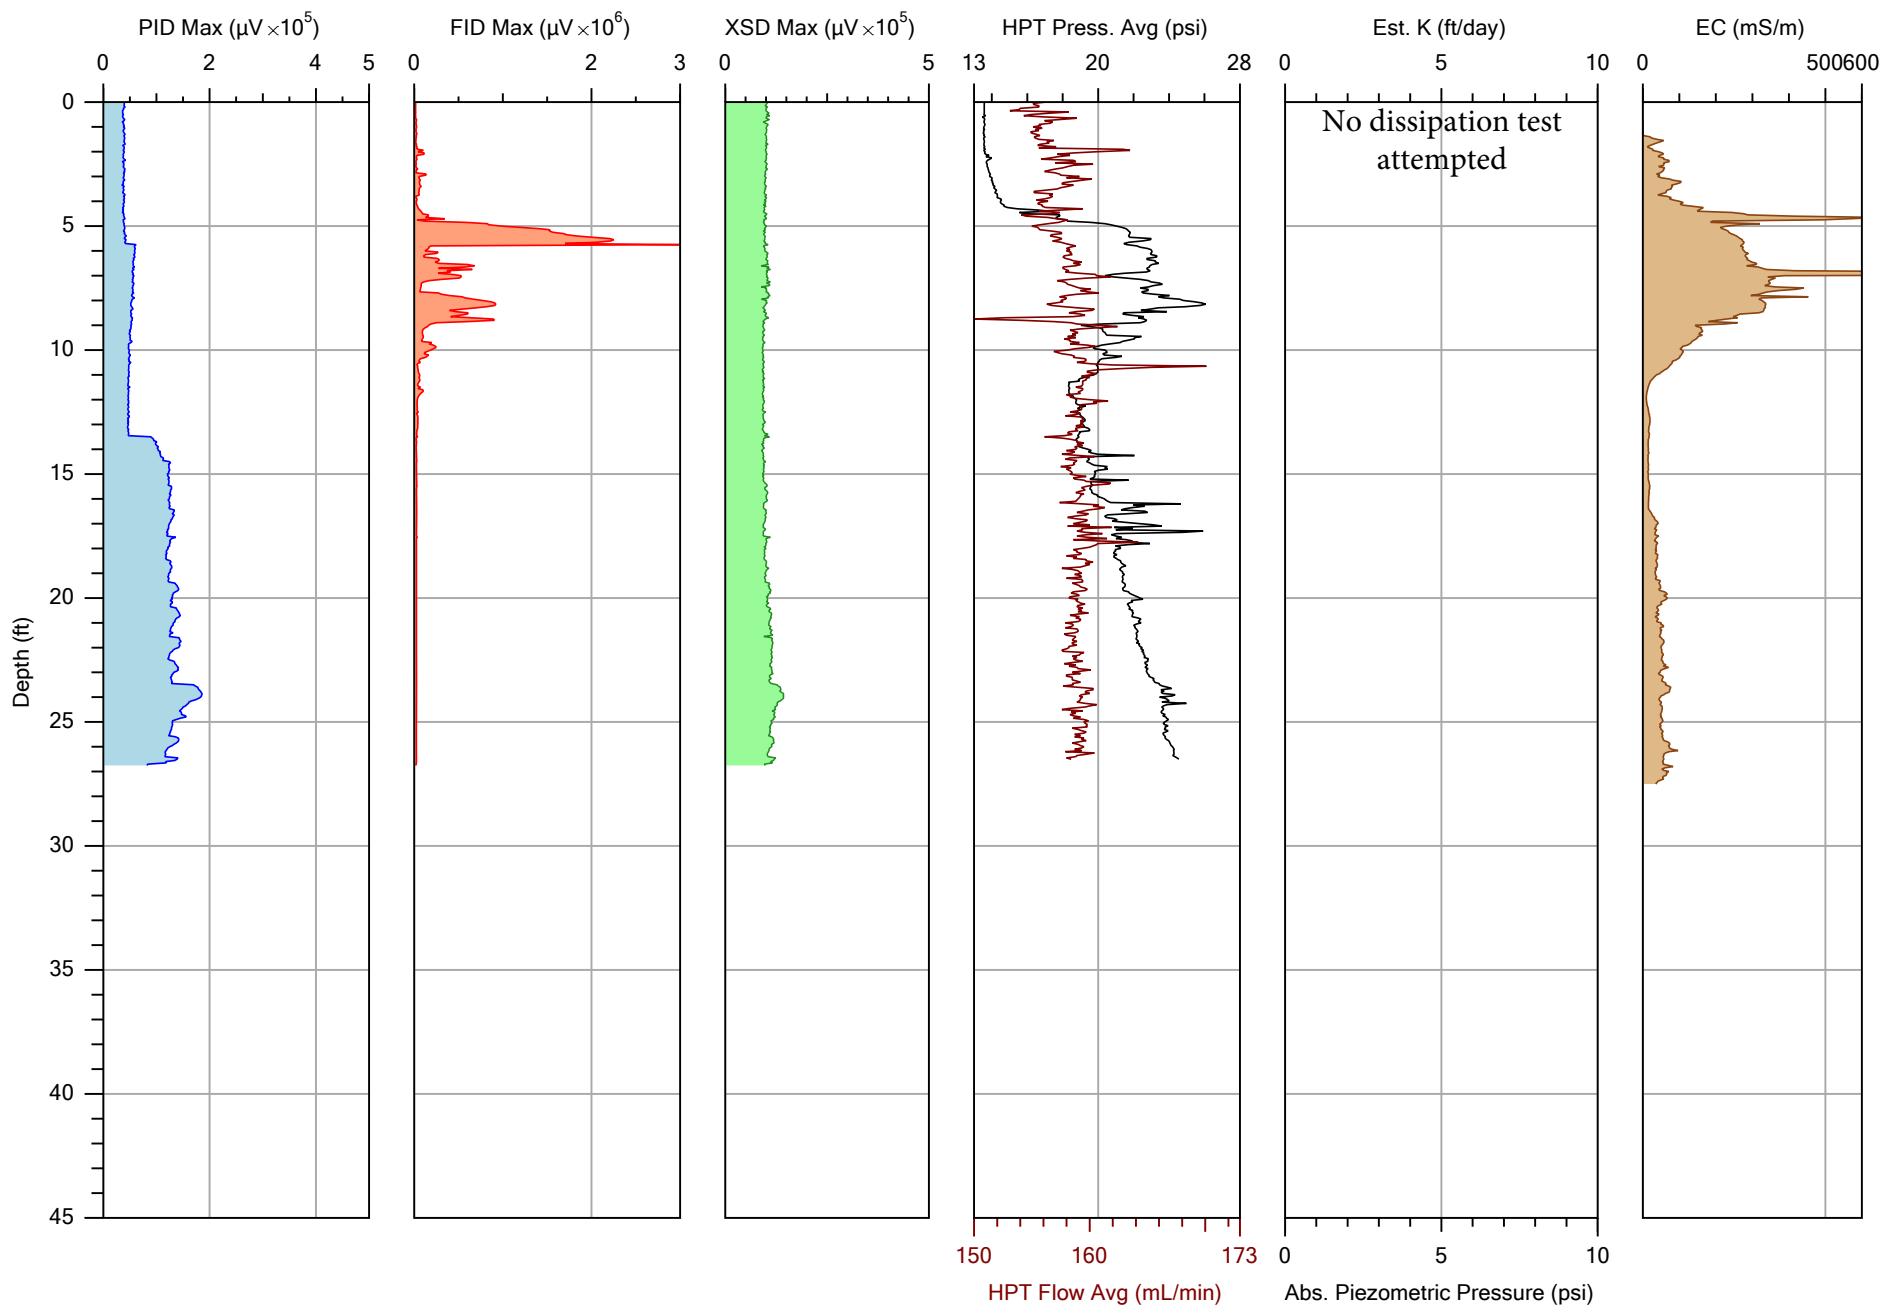 PID Max (µV ×10⁵) FID Max (µV ×10⁶) XSD Max (µV ×10⁵) HPT Press. Avg (psi) Est. K (ft/day) EC (mS/m)
0 2 4 5 0 2 3 0 5 13 20 28 0 5 10 0 500600
No dissipation test
attempted
0
5
10
15
20
25
30
35
40
45
Depth (ft)
150 160 173 0 5 10
HPT Flow Avg (mL/min) Abs. Piezometric Pressure (psi)